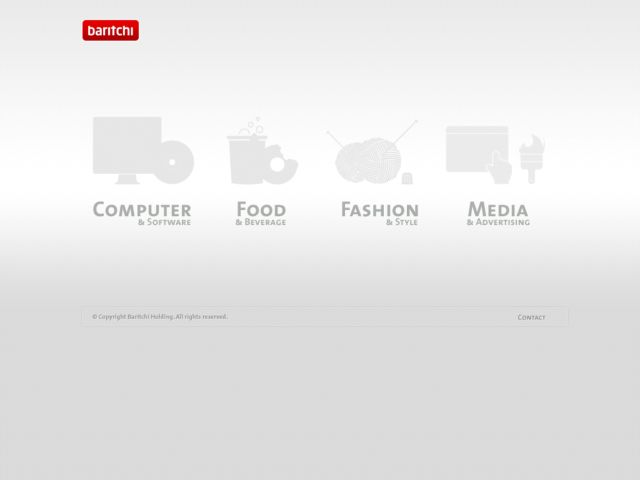 baritchi
Computer
& Software
Food
& Beverage
Fashion
& Style
Media
& Advertising
© Copyright Baritchi Holding. All rights reserved.
Contact